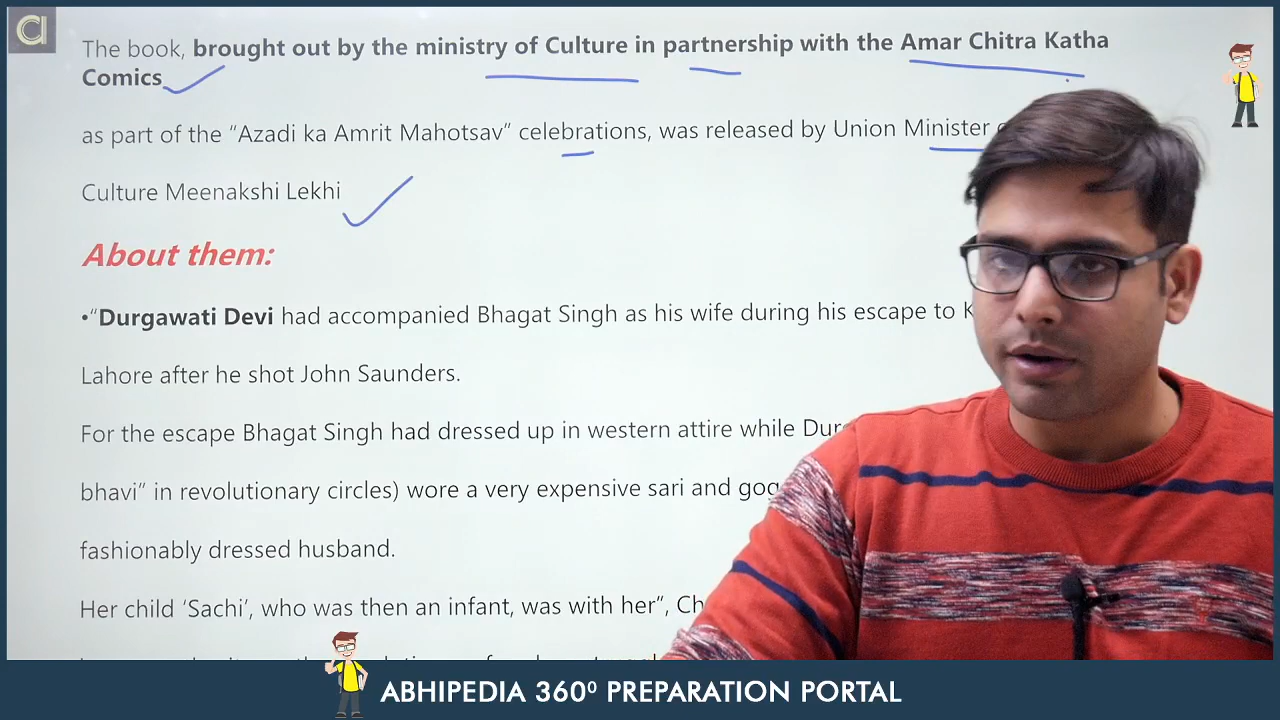 The book, brought out by the ministry of Culture in partnership with the Amar Chitra Katha
Comics
as part of the “Azadi ka Amrit Mahotsav” celebrations, was released by Union Minister
Culture Meenakshi Lekhi
About them:
•“Durgawati Devi had accompanied Bhagat Singh as his wife during his escape to
Lahore after he shot John Saunders.
For the escape Bhagat Singh had dressed up in western attire while
bhavi” in revolutionary circles) wore a very expensive sari and
fashionably dressed husband.
Her child ‘Sachi’, who was then an infant, was with her”,
ABHIPEDIA 360⁰ PREPARATION PORTAL